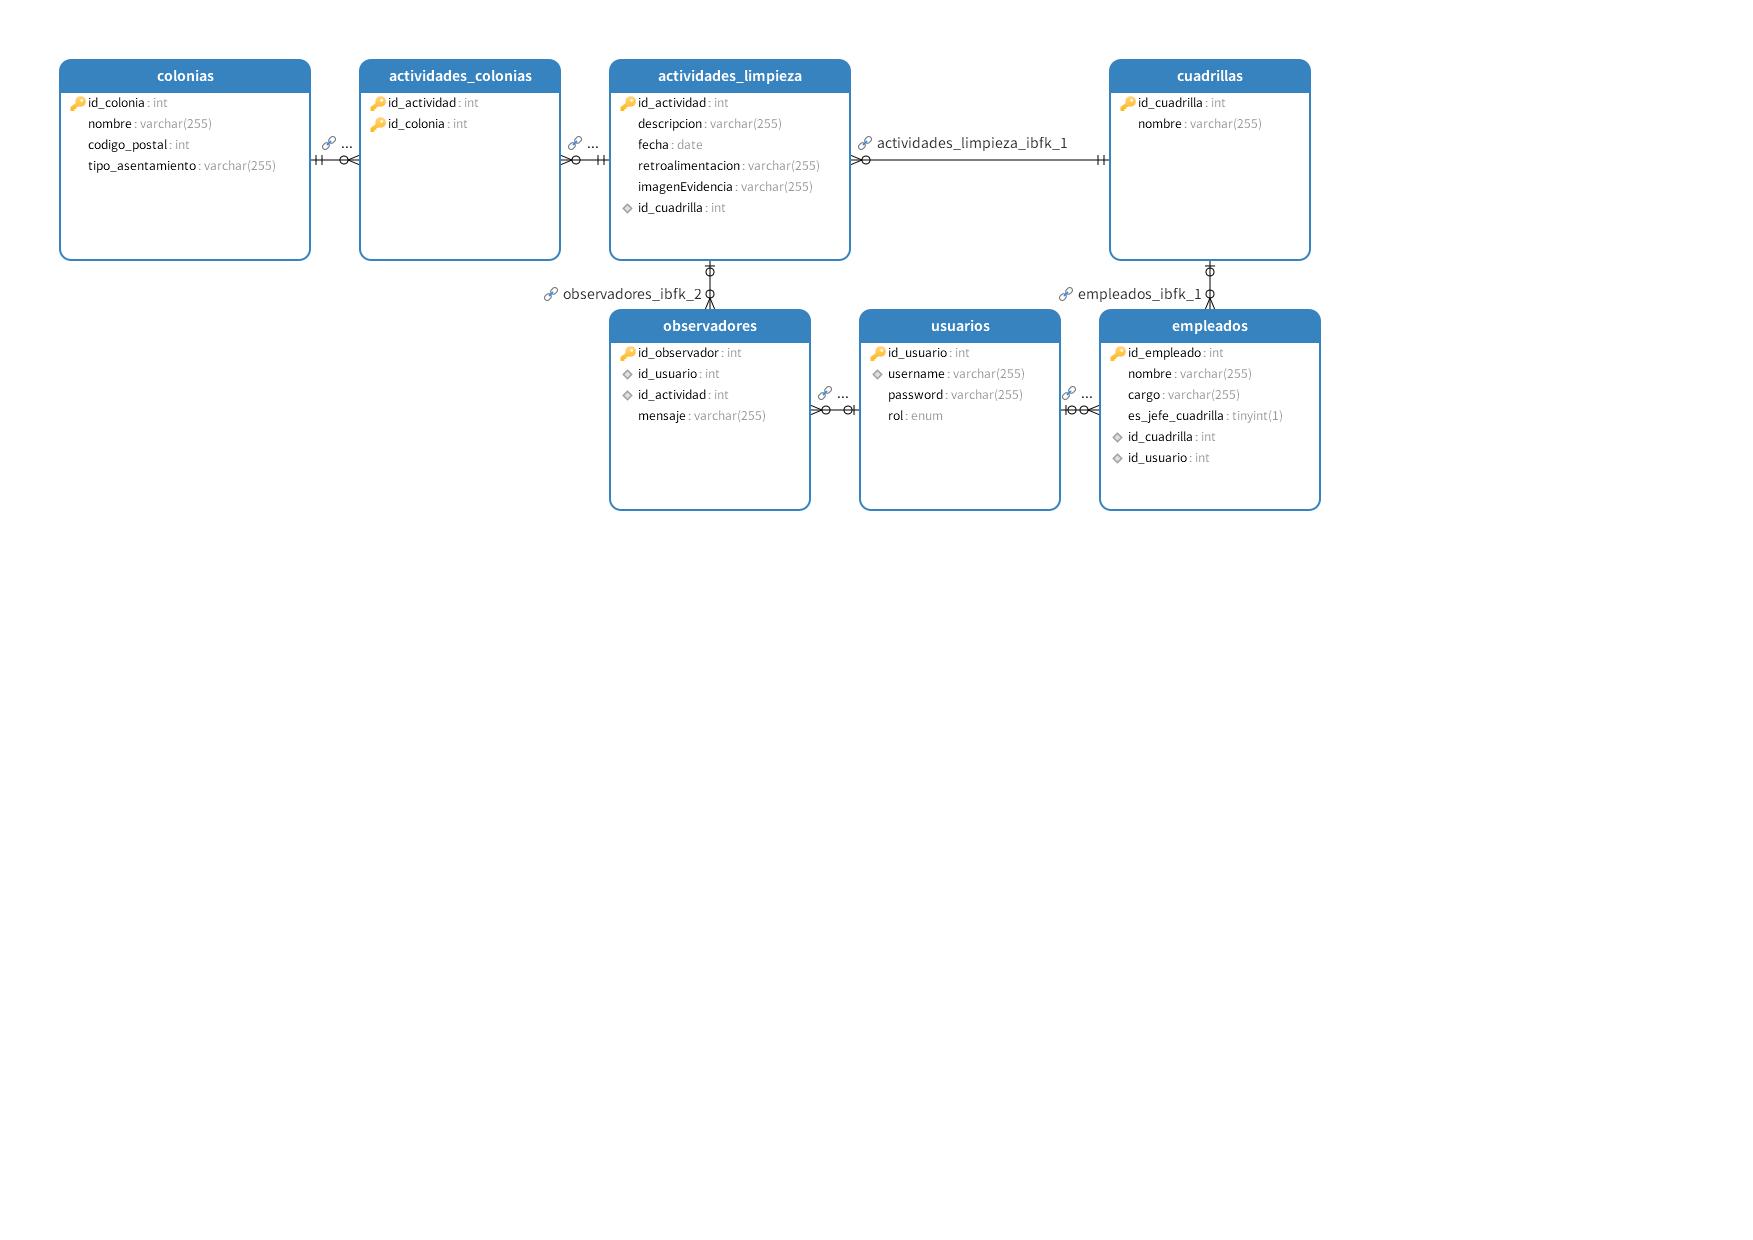 colonias
id_colonia : int
nombre : varchar(255)
codigo_postal : int
tipo_asentamiento : varchar(255)
...
actividades_colonias
id_actividad : int
id_colonia : int
...
actividades_limpieza
id_actividad : int
descripcion : varchar(255)
fecha : date
retroalimentacion : varchar(255)
imagenEvidencia : varchar(255)
id_cuadrilla : int
actividades_limpieza_ibfk_1
cuadrillas
id_cuadrilla : int
nombre : varchar(255)
observadores_ibfk_2
empleados_ibfk_1
observadores
id_observador : int
id_usuario : int
id_actividad : int
mensaje : varchar(255)
...
usuarios
id_usuario : int
username : varchar(255)
password : varchar(255)
rol : enum
...
empleados
id_empleado : int
nombre : varchar(255)
cargo : varchar(255)
es_jefe_cuadrilla : tinyint(1)
id_cuadrilla : int
id_usuario : int